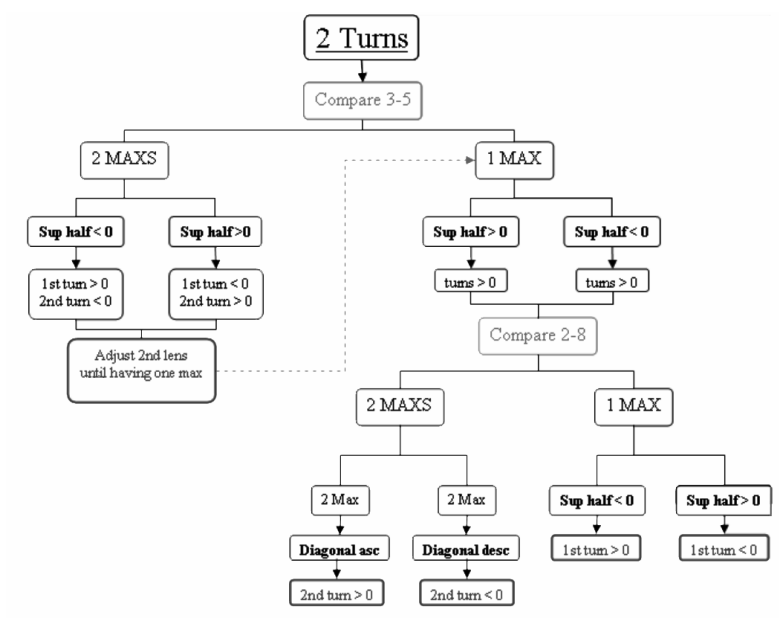 2 Turns
Compare 3-5
2 MAXS
1 MAX
Sup half < 0
Sup half >0
Sup half > 0
Sup half < 0
1st turn > 0
2nd turn < 0
1st turn < 0
2nd turn > 0
turns > 0
turns > 0
Adjust 2nd lens
until having one max
Compare 2-8
2 MAXS
1 MAX
2 Max
2 Max
Sup half < 0
Sup half > 0
Diagonal asc
Diagonal desc
1st turn > 0
1st turn < 0
2nd turn > 0
2nd turn < 0